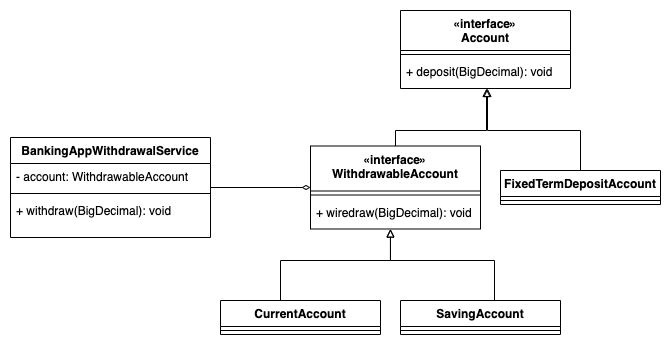 «interface»
Account
+ deposit(BigDecimal): void
BankingAppWithdrawalService
- account: WithdrawableAccount
+ withdraw(BigDecimal): void
«interface»
WithdrawableAccount
+ wiredraw(BigDecimal): void
FixedTermDepositAccount
CurrentAccount
SavingAccount